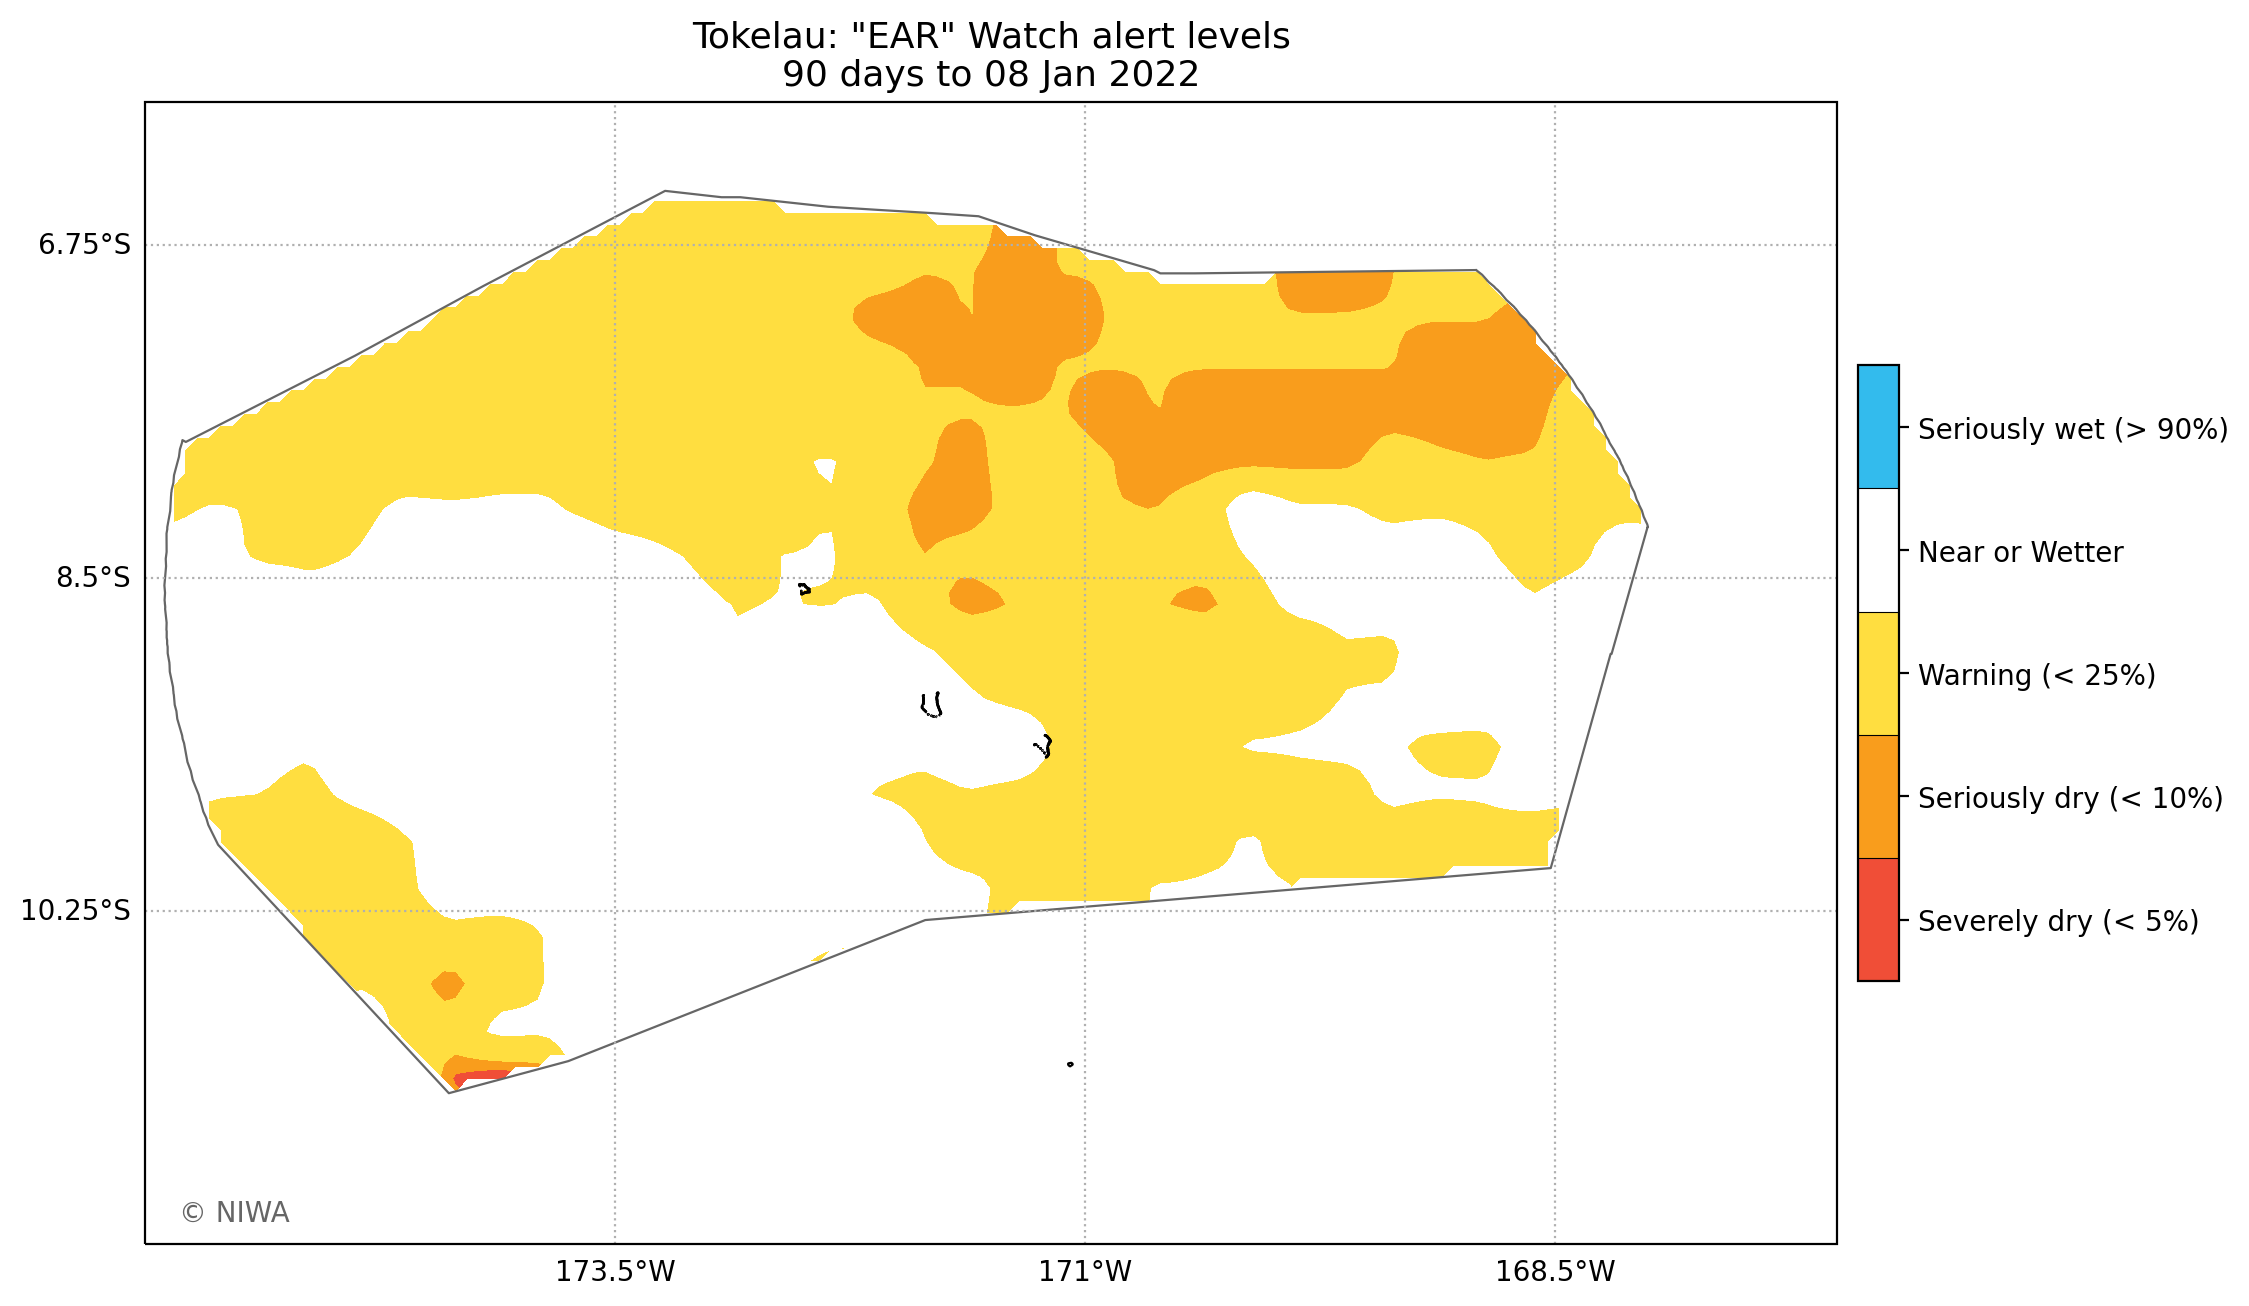 Tokelau: "EAR" Watch alert levels
90 days to 08 Jan 2022
6.75°S
8.5°S
10.25°S
173.5°W
171°W
168.5°W
Seriously wet (> 90%)
Near or Wetter
Warning (< 25%)
Seriously dry (< 10%)
Severely dry (< 5%)
© NIWA